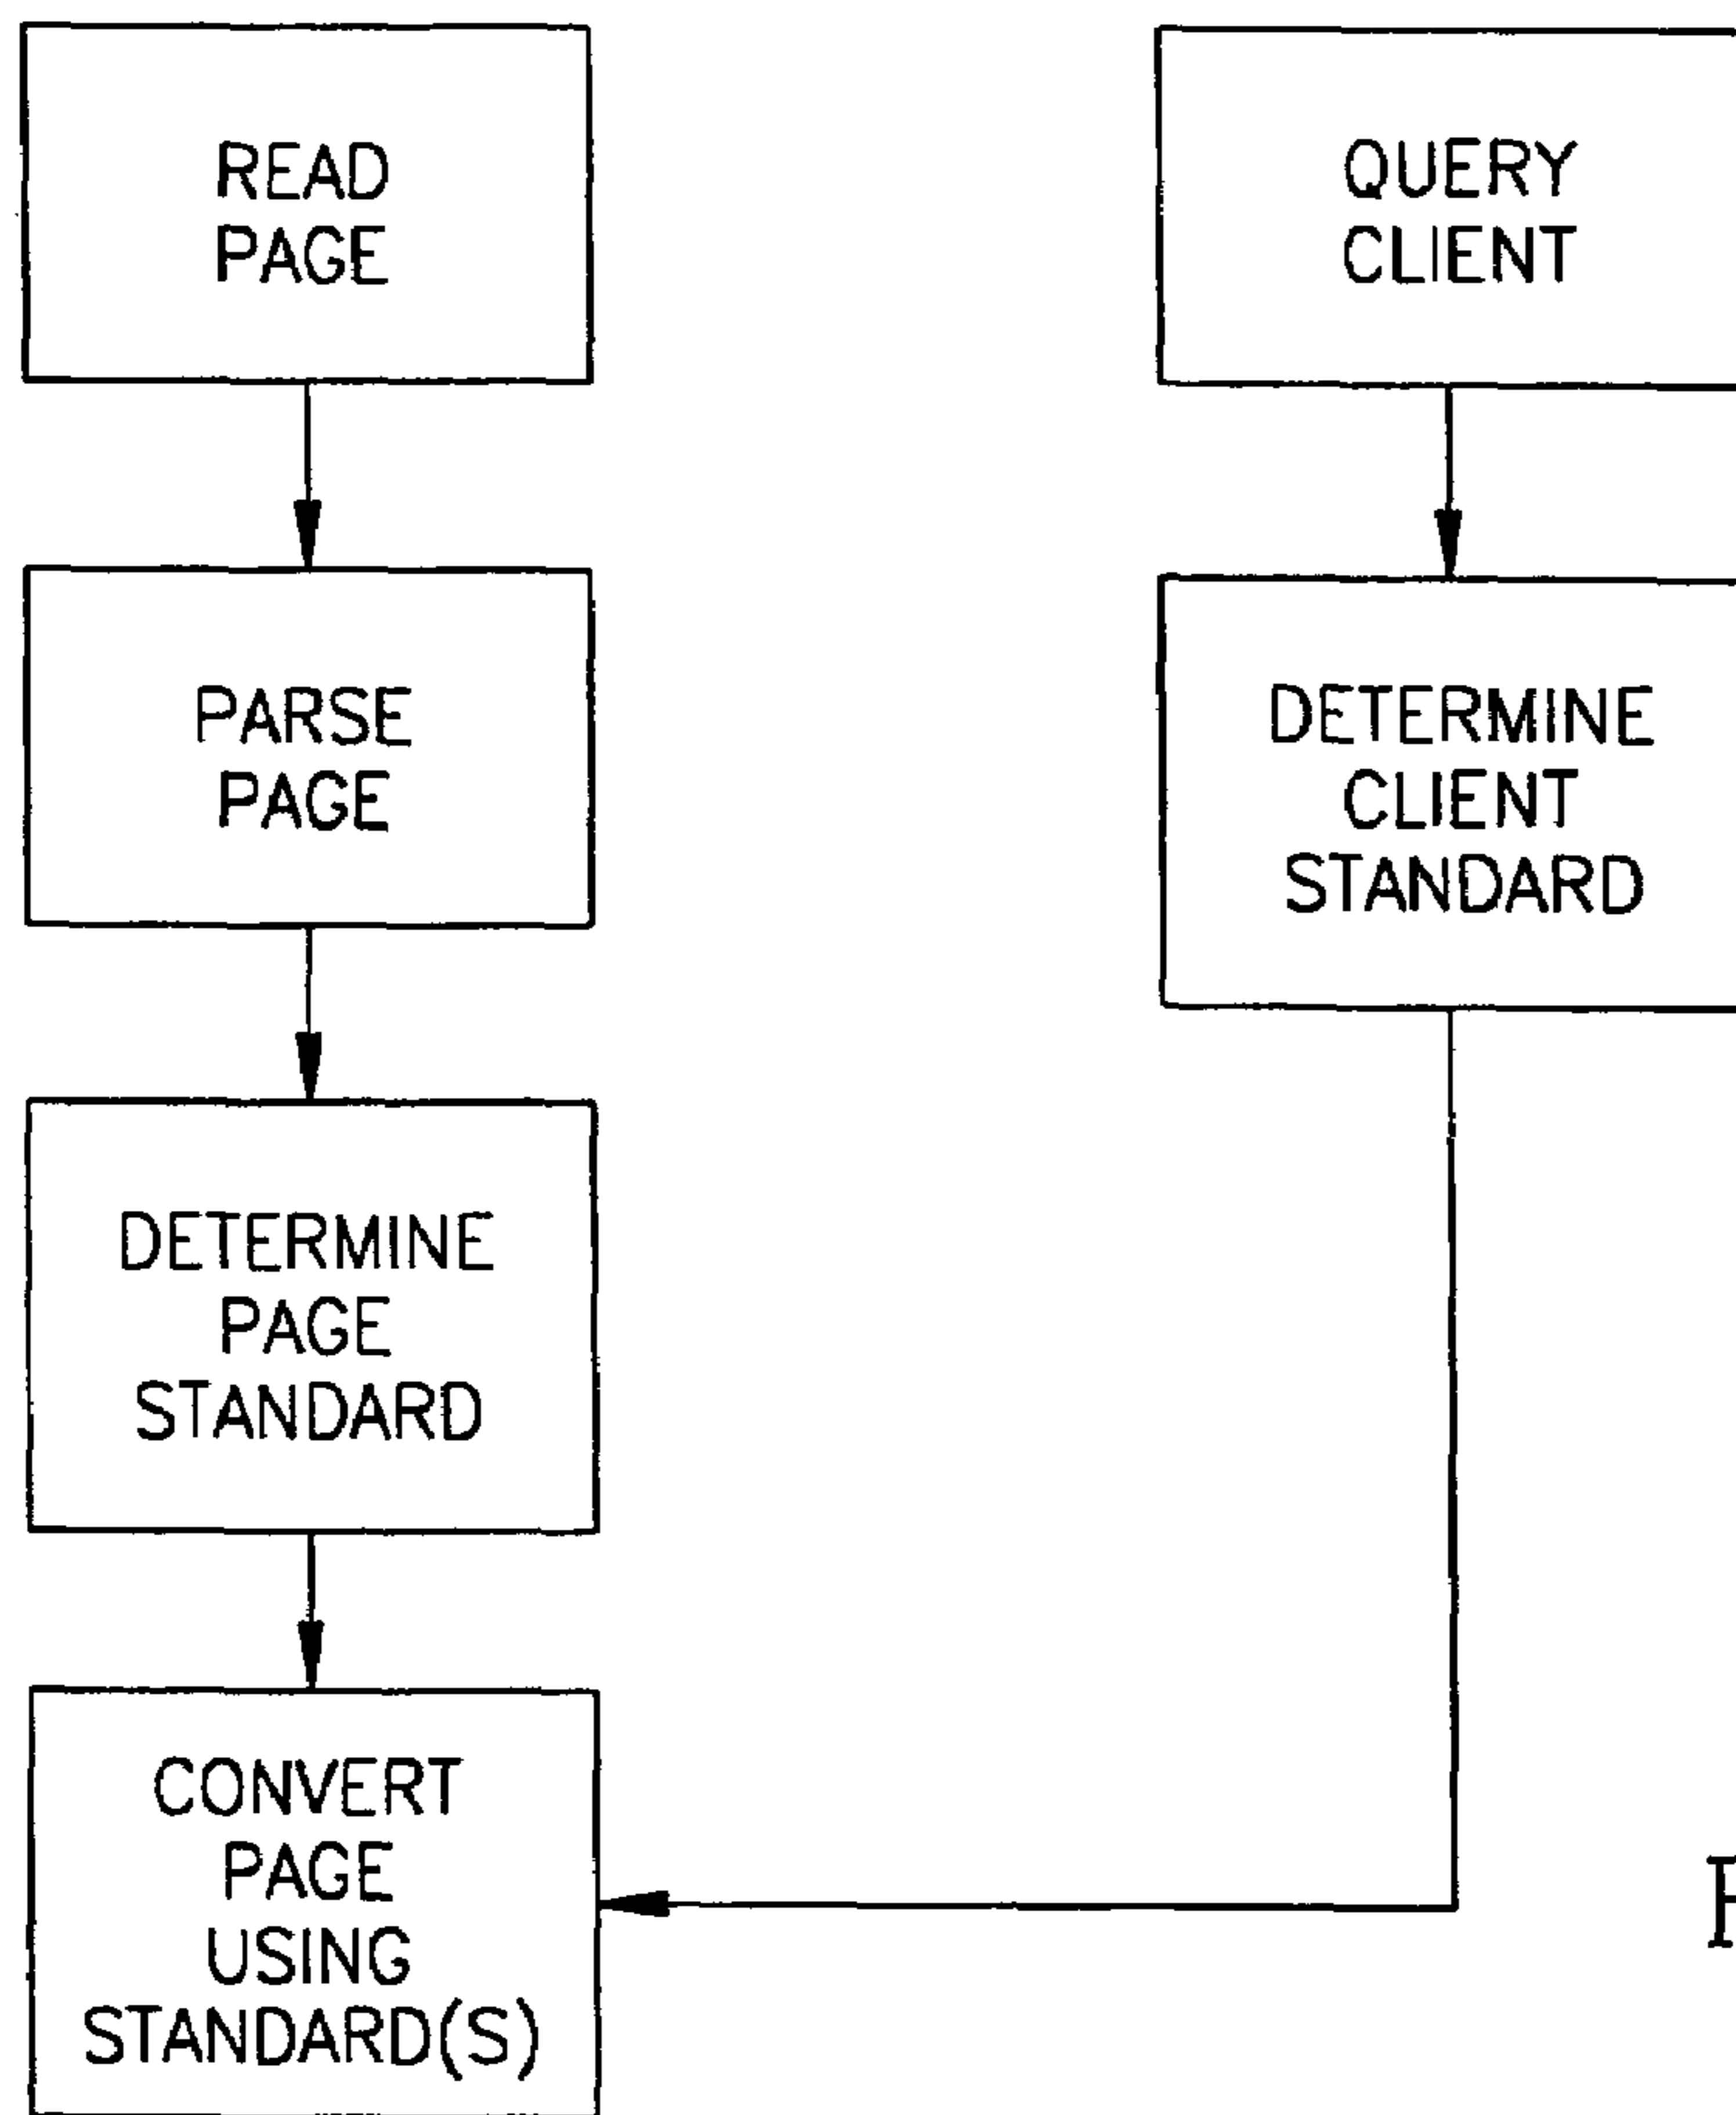 READ
PAGE
PARSE
PAGE
DETERMINE
PAGE
STANDARD
CONVERT
PAGE
USING
STANDARD(S)
QUERY
CLIENT
DETERMINE
CLIENT
STANDARD